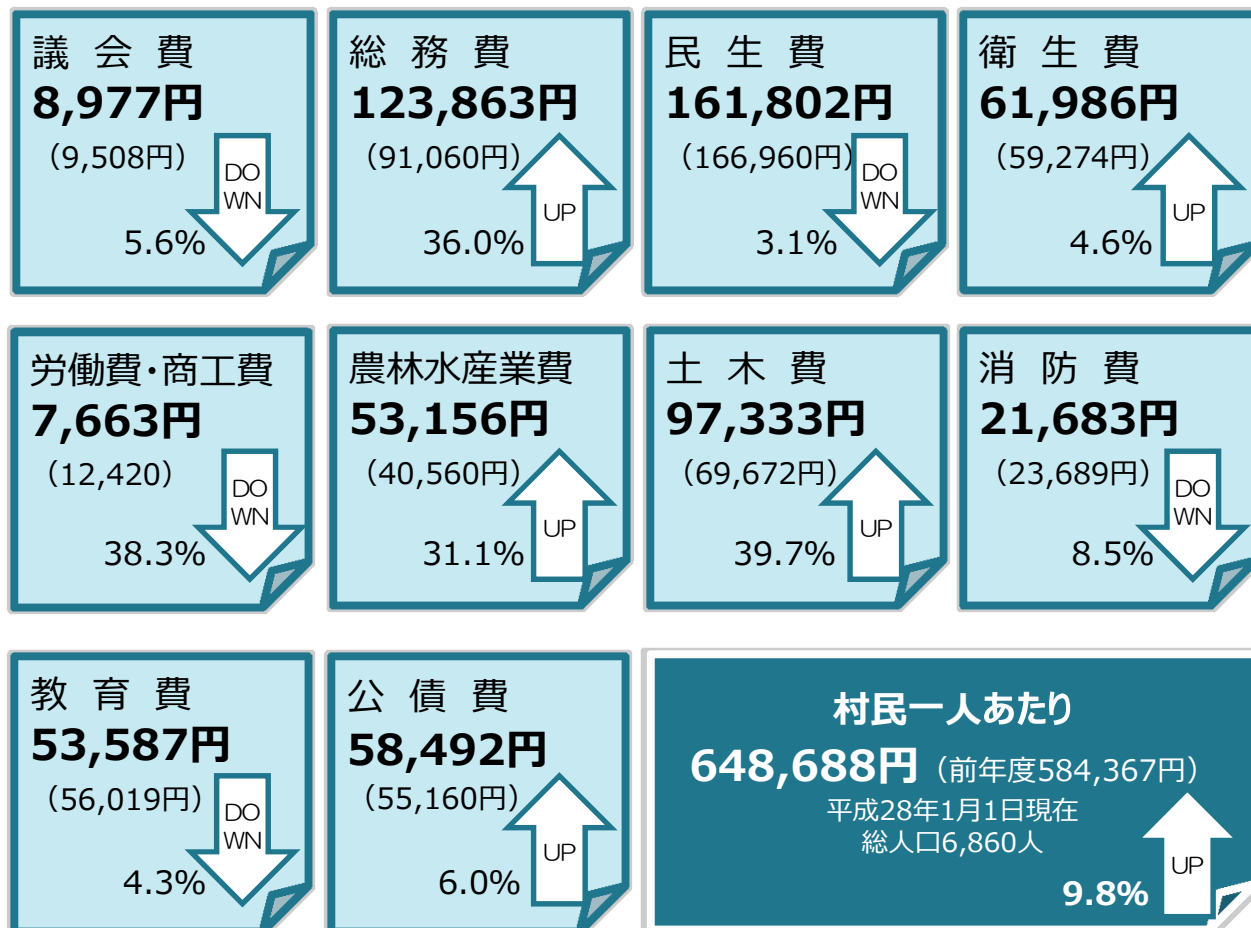 議会費
8,977円
（9,508円）
DO
WN
5.6%
総務費
123,863円
（91,060円）
UP
36.0%
民生費
161,802円
（166,960円）
DO
WN
3.1%
衛生費
61,986円
（59,274円）
UP
4.6%
労働費･商工費
7,663円
（12,420）
DO
WN
38.3%
農林水産業費
53,156円
（40,560円）
UP
31.1%
土木費
97,333円
（69,672円）
UP
39.7%
消防費
21,683円
（23,689円）
DO
WN
8.5%
教育費
53,587円
（56,019円）
DO
WN
4.3%
公債費
58,492円
（55,160円）
UP
6.0%
村民一人あたり
648,688円（前年度584,367円）
平成28年1月1日現在
総人口6,860人
UP
9.8%